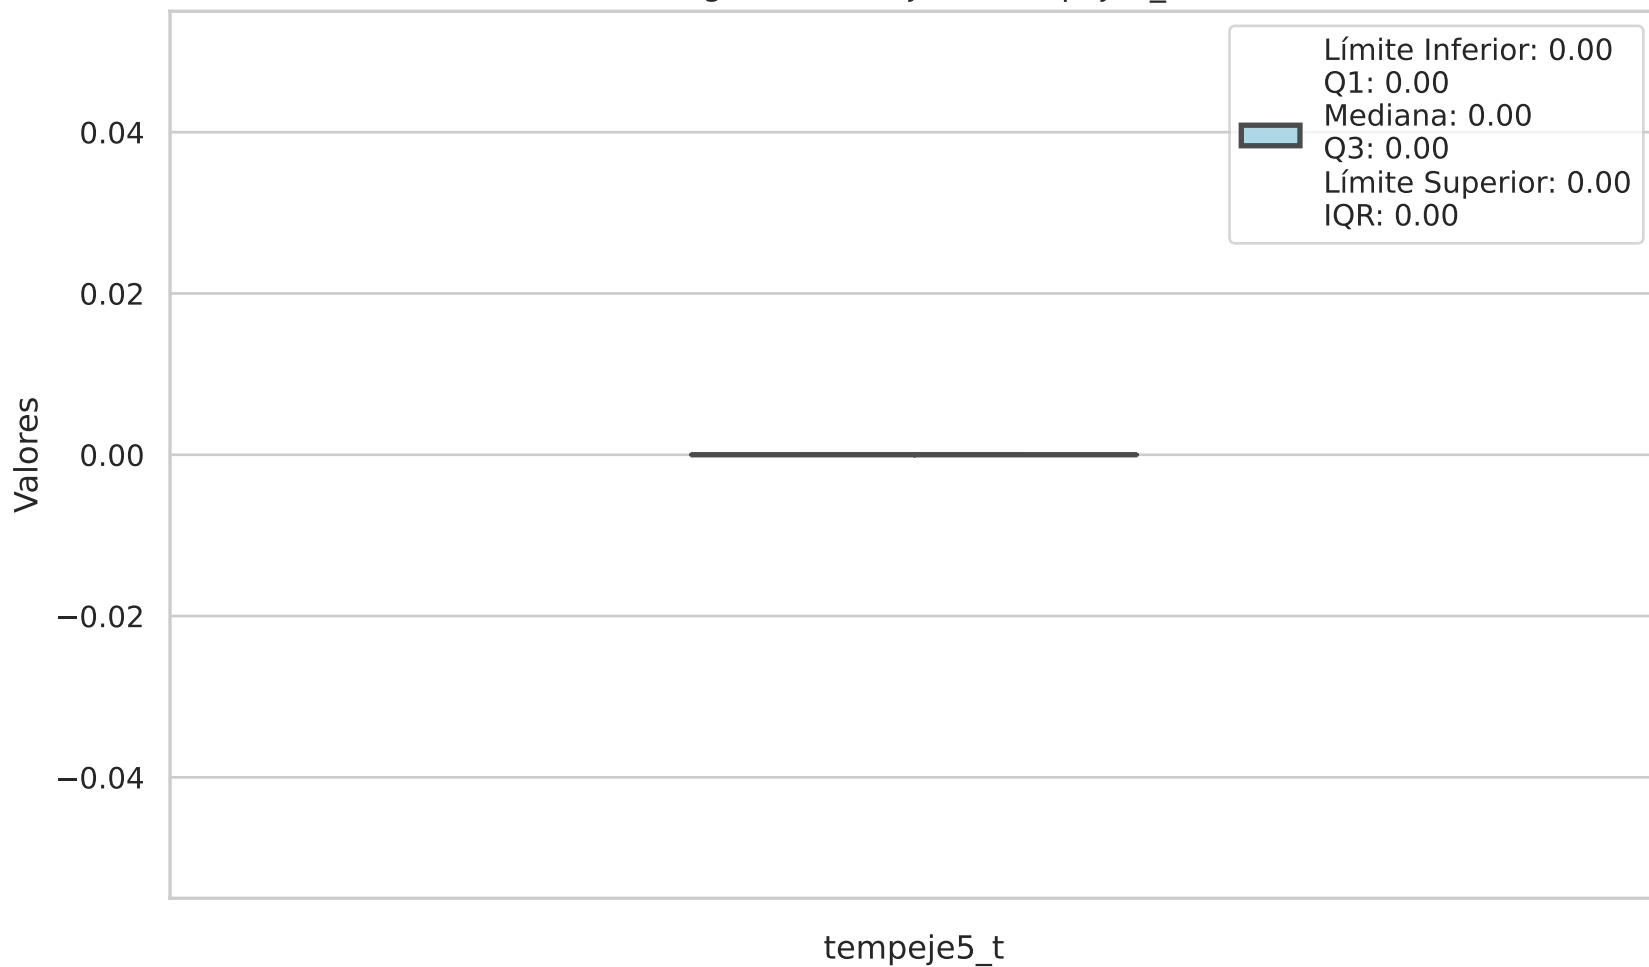 Límite Inferior: 0.00
Q1: 0.00
Mediana: 0.00
Q3: 0.00
Límite Superior: 0.00
IQR: 0.00
0.04
0.02
0.00
−0.02
−0.04
Valores
tempeje5_t